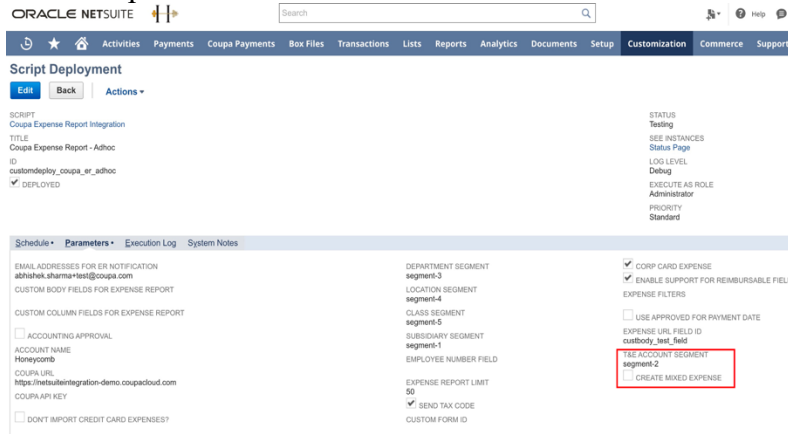 ORACLE NETSUITE
Search
Help
Activities Payments Coupa Payments Box Files Transactions Lists Reports Analytics Documents Setup Customization Commerce Support
Script Deployment
Edit Back Actions
SCRIPT
Coupa Expense Report Integration
TITLE
Coupa Expense Report - Adhoc
ID
customdeploy_coupa_er_adhoc
DEPLOYED
STATUS
Testing
SEE INSTANCES
Status Page
LOG LEVEL
Debug
EXECUTE AS ROLE
Administrator
PRIORITY
Standard
Schedule • Parameters • Execution Log System Notes
EMAIL ADDRESSES FOR ER NOTIFICATION
abhishek.sharma+test@coupa.com
CUSTOM BODY FIELDS FOR EXPENSE REPORT
CUSTOM COLUMN FIELDS FOR EXPENSE REPORT
ACCOUNTING APPROVAL
ACCOUNT NAME
Honeycomb
COUPA URL
https://netsuiteintegration-demo.coupacloud.com
COUPA API KEY
DON'T IMPORT CREDIT CARD EXPENSES?
DEPARTMENT SEGMENT
segment-3
LOCATION SEGMENT
segment-4
CLASS SEGMENT
segment-5
SUBSIDIARY SEGMENT
segment-1
EMPLOYEE NUMBER FIELD
EXPENSE REPORT LIMIT
50
SEND TAX CODE
CUSTOM FORM ID
CORP CARD EXPENSE
ENABLE SUPPORT FOR REIMBURSABLE FIEL
EXPENSE FILTERS
USE APPROVED FOR PAYMENT DATE
EXPENSE URL FIELD ID
custbody_test_field
T&E ACCOUNT SEGMENT
segment-2
CREATE MIXED EXPENSE